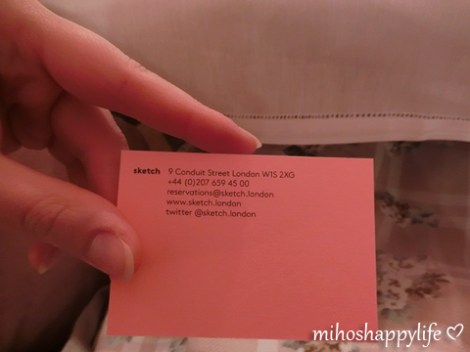 sketch 9 Conduit Street London W1S 2XG
+44 (0)207 659 45 00
reservations@sketch.london
www.sketch.london
twitter @sketch.london
mihoshappylife ♡